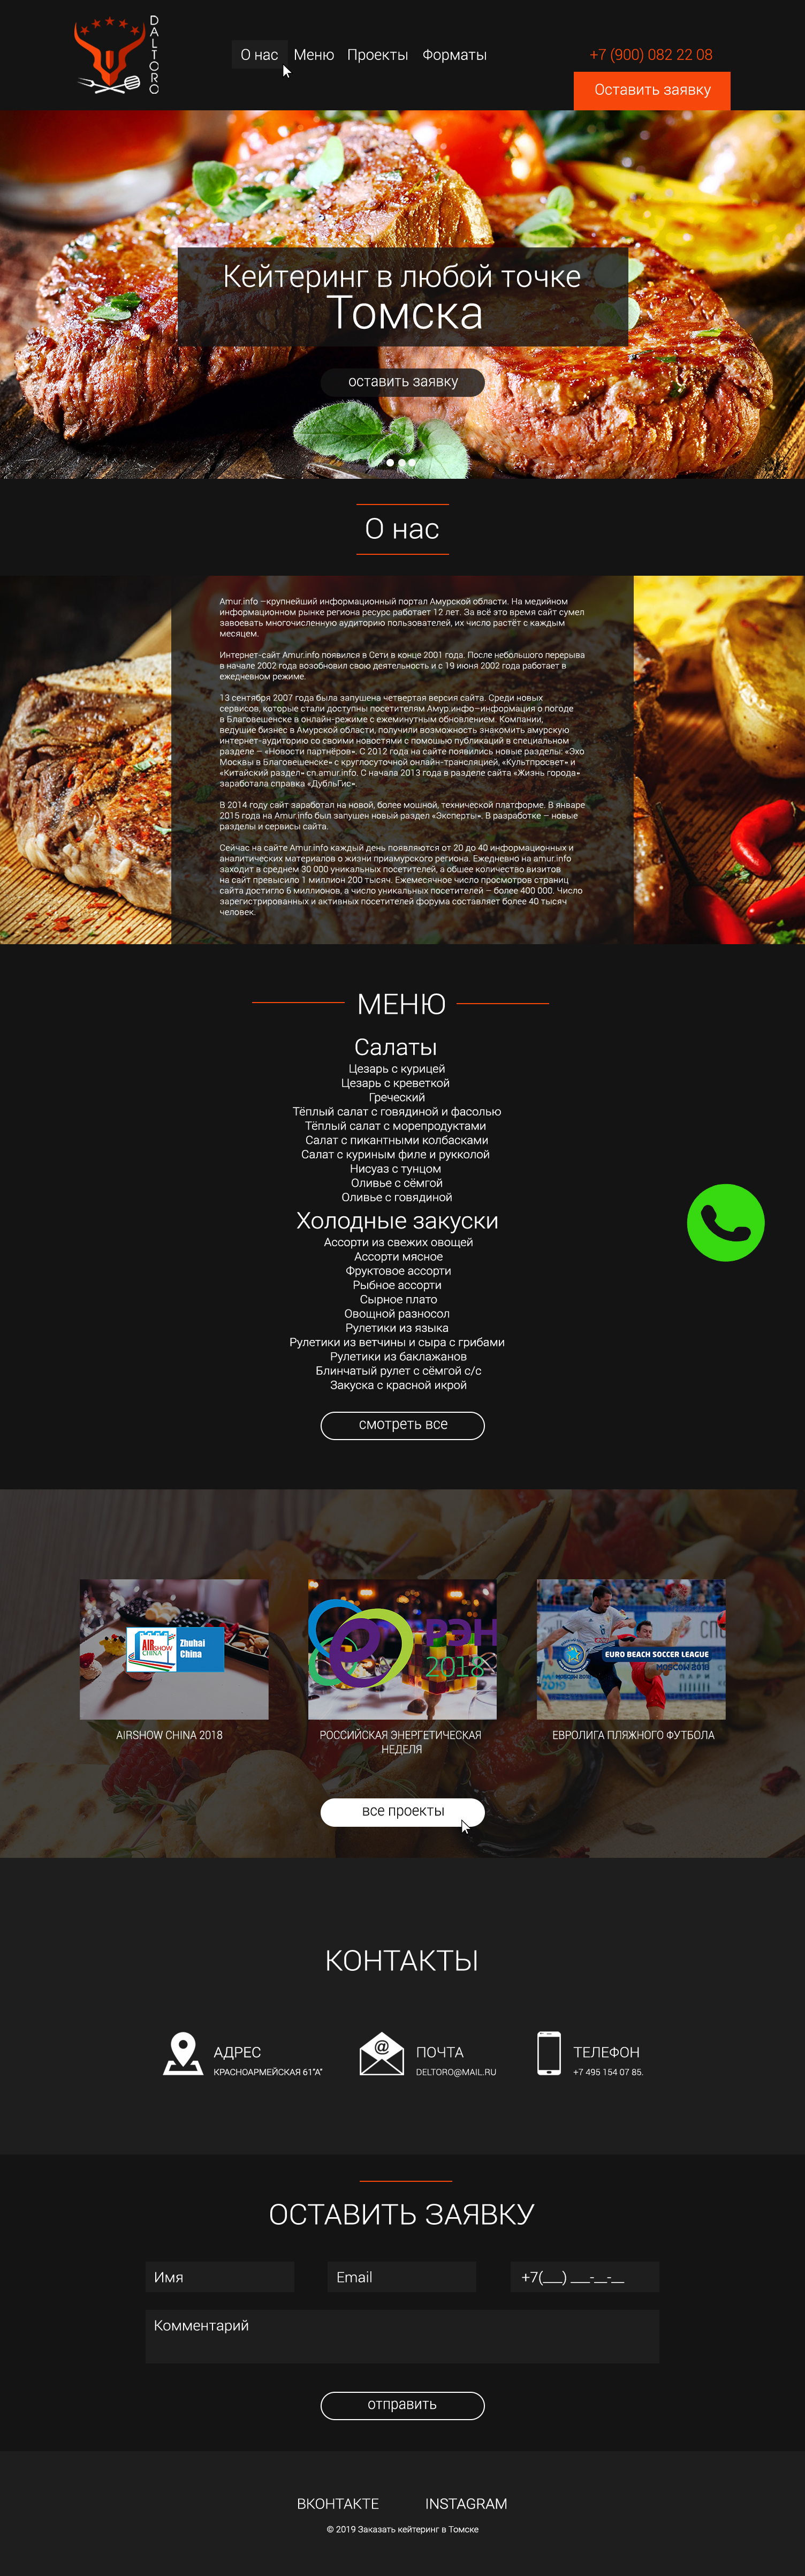 DALTORO
О нас Меню Проекты Форматы
+7 (900) 082 22 08
Оставить заявку
Кейтеринг в любой точке
Томска
оставить заявку
О нас
Amur.info –крупнейший информационный портал Амурской области. На медийном
информационном рынке региона ресурс работает 12 лет. За всё это время сайт сумел
завоевать многочисленную аудиторию пользователей, их число растёт с каждым
месяцем.
Интернет-сайт Amur.info появился в Сети в конце 2001 года. После небольшого перерыва
в начале 2002 года возобновил свою деятельность и с 19 июня 2002 года работает в
ежедневном режиме.
13 сентября 2007 года была запущена четвертая версия сайта. Среди новых
сервисов, которые стали доступны посетителям Амур.инфо–информация о погоде
в Благовещенске в онлайн-режиме с ежеминутным обновлением. Компании,
ведущие бизнес в Амурской области, получили возможность знакомить амурскую
интернет-аудиторию со своими новостями с помощью публикаций в специальном
разделе – «Новости партнёров». С 2012 года на сайте появились новые разделы: «Эхо
Москвы в Благовещенске» с круглосуточной онлайн-трансляцией, «Культпросвет» и
«Китайский раздел» cn.amur.info. С начала 2013 года в разделе сайта «Жизнь города»
заработала справка «ДубльГис».
В 2014 году сайт заработал на новой, более мощной, технической платформе. В январе
2015 года на Amur.info был запущен новый раздел «Эксперты». В разработке – новые
разделы и сервисы сайта.
Сейчас на сайте Amur.info каждый день появляются от 20 до 40 информационных и
аналитических материалов о жизни приамурского региона. Ежедневно на amur.info
заходит в среднем 30 000 уникальных посетителей, а общее количество визитов
на сайт превысило 1 миллион 200 тысяч. Ежемесячное число просмотров страниц
сайта достигло 6 миллионов, а число уникальных посетителей – более 400 000. Число
зарегистрированных и активных посетителей форума составляет более 40 тысяч
человек.
МЕНЮ
Салаты
Цезарь с курицей
Цезарь с креветкой
Греческий
Тёплый салат с говядиной и фасолью
Тёплый салат с морепродуктами
Салат с пикантными колбасками
Салат с куриным филе и рукколой
Нисуаз с тунцом
Оливье с сёмгой
Оливье с говядиной
Холодные закуски
Ассорти из свежих овощей
Ассорти мясное
Фруктовое ассорти
Рыбное ассорти
Сырное плато
Овощной разносол
Рулетики из языка
Рулетики из ветчины и сыра с грибами
Рулетики из баклажанов
Блинчатый рулет с сёмгой с/с
Закуска с красной икрой
смотреть все
AIRSHOW CHINA Zhuhai China
РЭН 2018
EURO BEACH SOCCER LEAGUE
MOSCOW 2018
AIRSHOW CHINA 2018
РОССИЙСКАЯ ЭНЕРГЕТИЧЕСКАЯ
НЕДЕЛЯ
ЕВРОЛИГА ПЛЯЖНОГО ФУТБОЛА
все проекты
КОНТАКТЫ
АДРЕС
КРАСНОАРМЕЙСКАЯ 61"А"
ПОЧТА
DELTORO@MAIL.RU
ТЕЛЕФОН
+7 495 154 07 85.
ОСТАВИТЬ ЗАЯВКУ
Имя
Email
+7(___) ___-__-__
Комментарий
отправить
ВКОНТАКТЕ INSTAGRAM
© 2019 Заказать кейтеринг в Томске